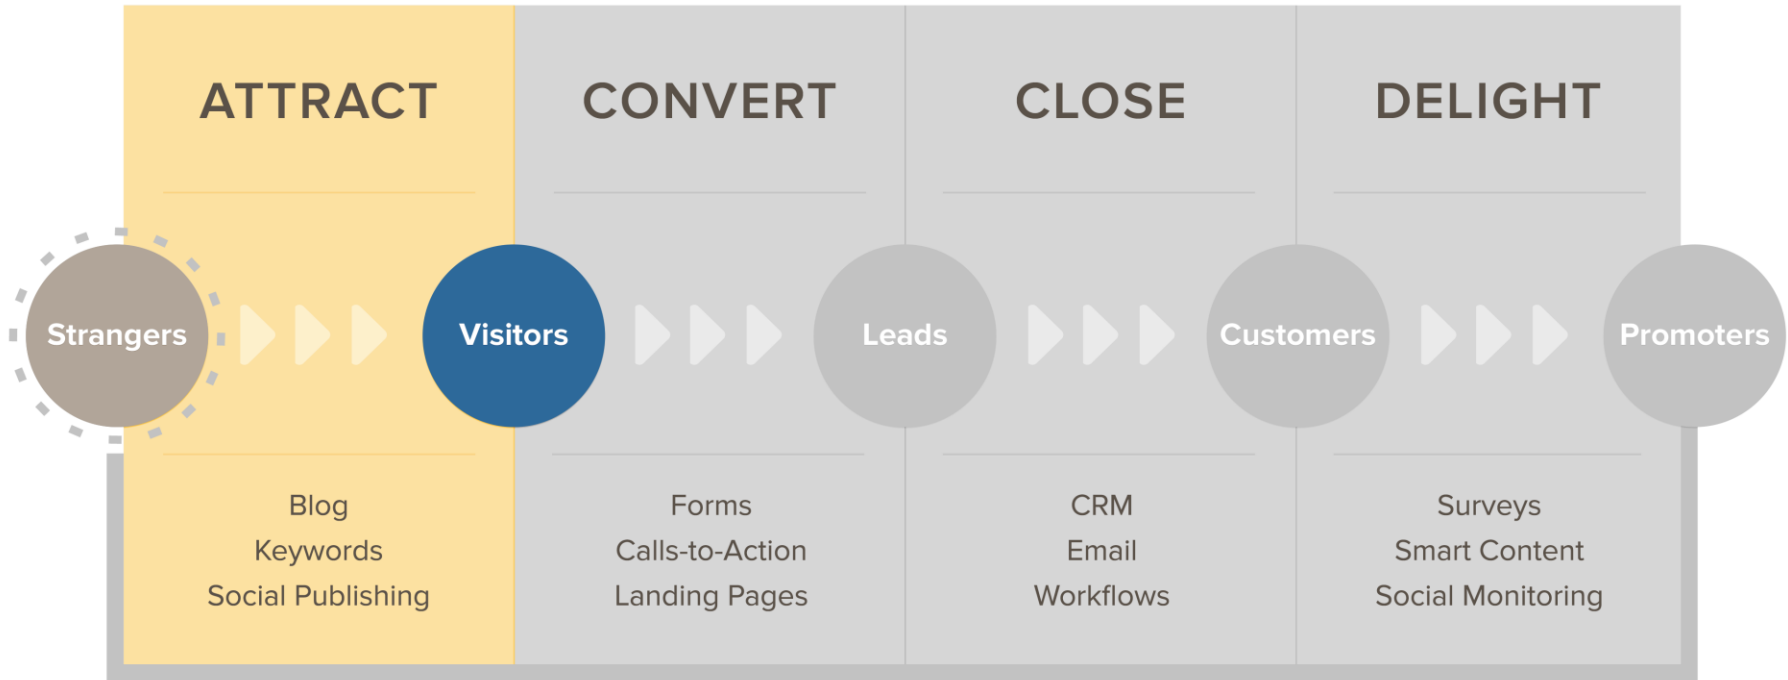 ATTRACT
CONVERT
CLOSE
DELIGHT
Strangers
Visitors
Leads
Customers
Promoters
Blog
Keywords
Social Publishing
Forms
Calls-to-Action
Landing Pages
CRM
Email
Workflows
Surveys
Smart Content
Social Monitoring